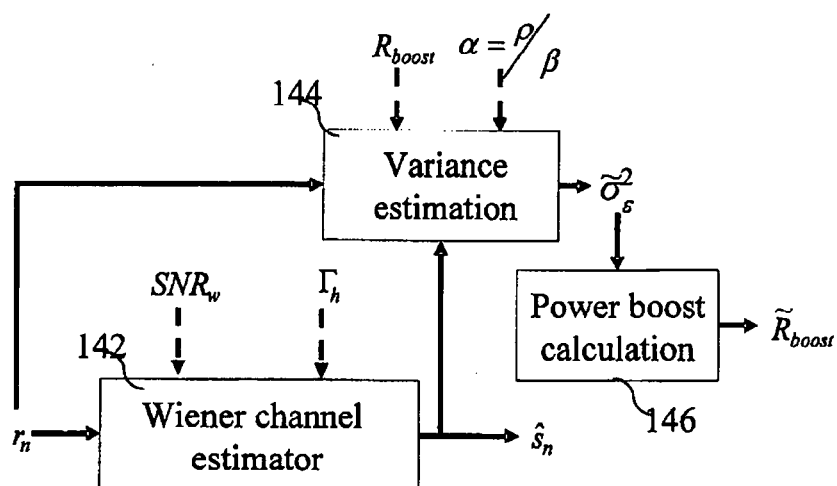 R_boost
α = ρ/β
144
Variance
estimation
σ̃²_ε
SNR_w
Γ_h
Power boost
calculation
R̃_boost
142
146
Wiener channel
estimator
r_n
ŝ_n